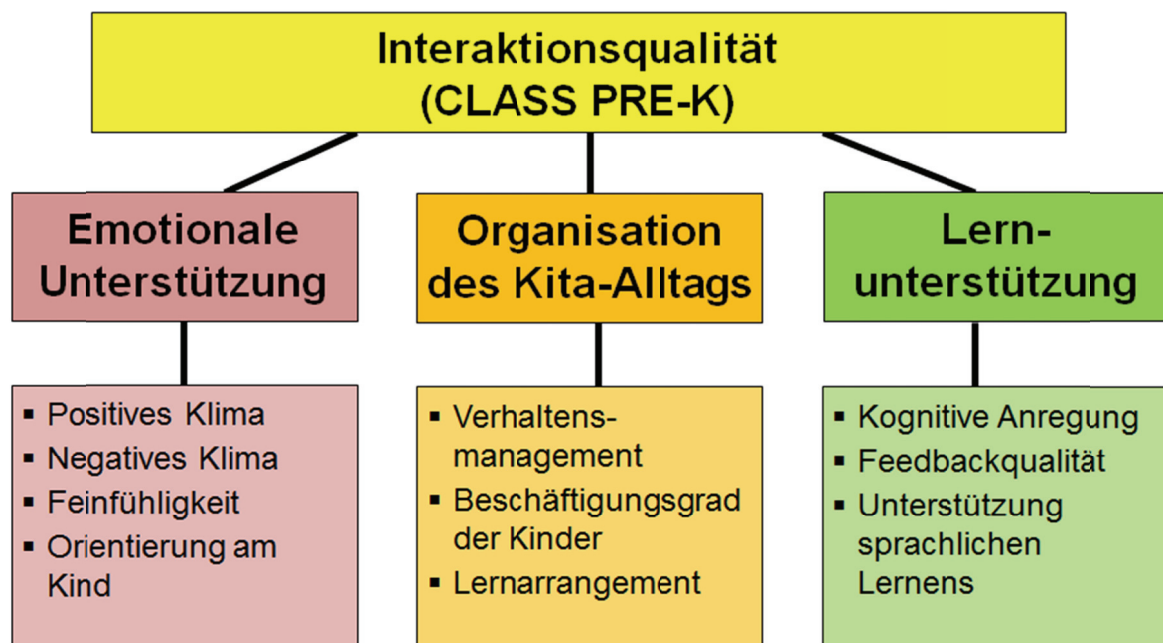 Interaktionsqualität
(CLASS PRE-K)
Emotionale
Unterstützung
Organisation
des Kita-Alltags
Lern-
unterstützung
▪ Positives Klima
▪ Negatives Klima
▪ Feinfühligkeit
▪ Orientierung am
Kind
▪ Verhaltens-
management
▪ Beschäftigungsgrad
der Kinder
▪ Lernarrangement
▪ Kognitive Anregung
▪ Feedbackqualität
▪ Unterstützung
sprachlichen
Lernens